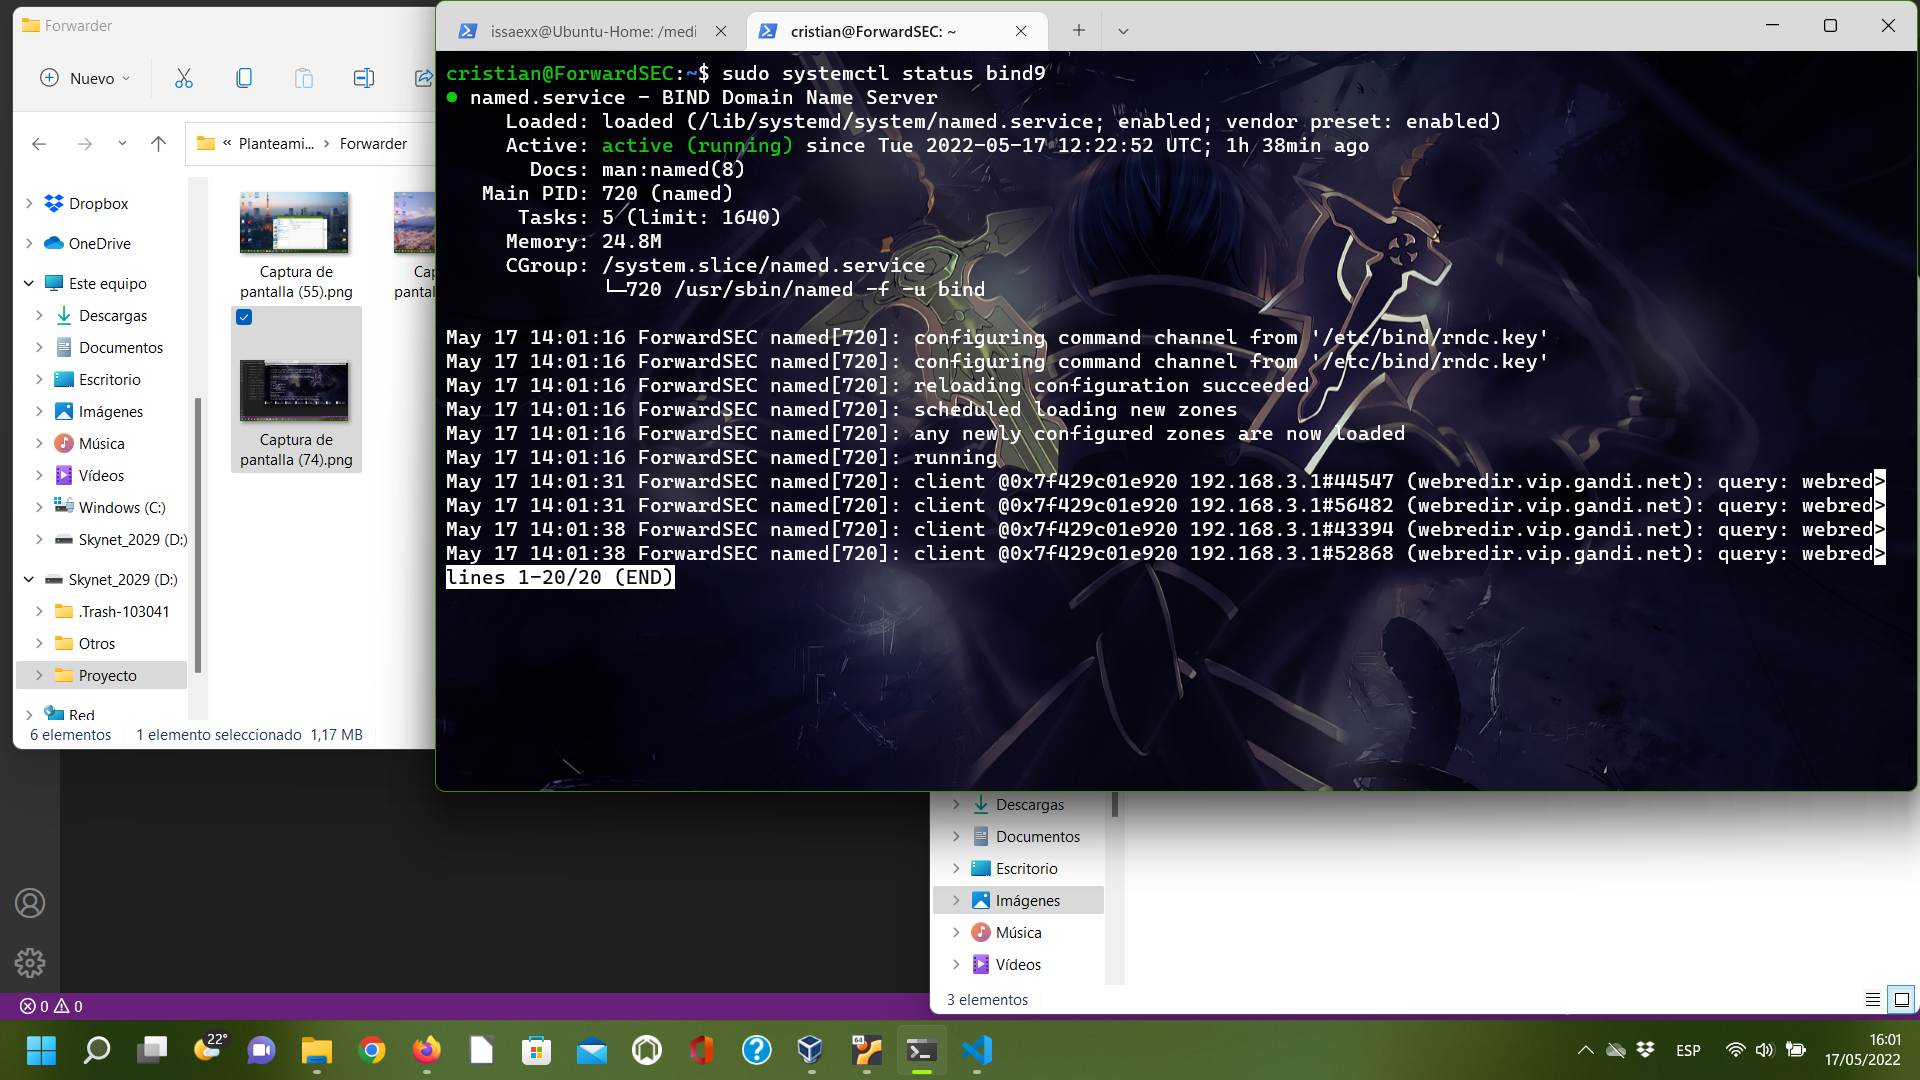 Forwarder
Nuevo
« Planteami... > Forwarder
Dropbox
OneDrive
Este equipo
Descargas
Documentos
Escritorio
Imágenes
Música
Vídeos
Windows (C:)
Skynet_2029 (D:)
Skynet_2029 (D:)
.Trash-103041
Otros
Proyecto
Red
Captura de
pantalla (55).png
Captura de
pantalla (74).png
6 elementos
1 elemento seleccionado 1,17 MB
issaexx@Ubuntu-Home: /medi
cristian@ForwardSEC: ~
cristian@ForwardSEC:~$ sudo systemctl status bind9
● named.service - BIND Domain Name Server
Loaded: loaded (/lib/systemd/system/named.service; enabled; vendor preset: enabled)
Active: active (running) since Tue 2022-05-17 12:22:52 UTC; 1h 38min ago
Docs: man:named(8)
Main PID: 720 (named)
Tasks: 5 (limit: 1640)
Memory: 24.8M
CGroup: /system.slice/named.service
└─720 /usr/sbin/named -f -u bind
May 17 14:01:16 ForwardSEC named[720]: configuring command channel from '/etc/bind/rndc.key'
May 17 14:01:16 ForwardSEC named[720]: configuring command channel from '/etc/bind/rndc.key'
May 17 14:01:16 ForwardSEC named[720]: reloading configuration succeeded
May 17 14:01:16 ForwardSEC named[720]: scheduled loading new zones
May 17 14:01:16 ForwardSEC named[720]: any newly configured zones are now loaded
May 17 14:01:16 ForwardSEC named[720]: running
May 17 14:01:31 ForwardSEC named[720]: client @0x7f429c01e920 192.168.3.1#44547 (webredir.vip.gandi.net): query: webred>
May 17 14:01:31 ForwardSEC named[720]: client @0x7f429c01e920 192.168.3.1#56482 (webredir.vip.gandi.net): query: webred>
May 17 14:01:38 ForwardSEC named[720]: client @0x7f429c01e920 192.168.3.1#43394 (webredir.vip.gandi.net): query: webred>
May 17 14:01:38 ForwardSEC named[720]: client @0x7f429c01e920 192.168.3.1#52868 (webredir.vip.gandi.net): query: webred>
lines 1-20/20 (END)
Descargas
Documentos
Escritorio
Imágenes
Música
Vídeos
3 elementos
0 0
22°
64
ESP
16:01
17/05/2022